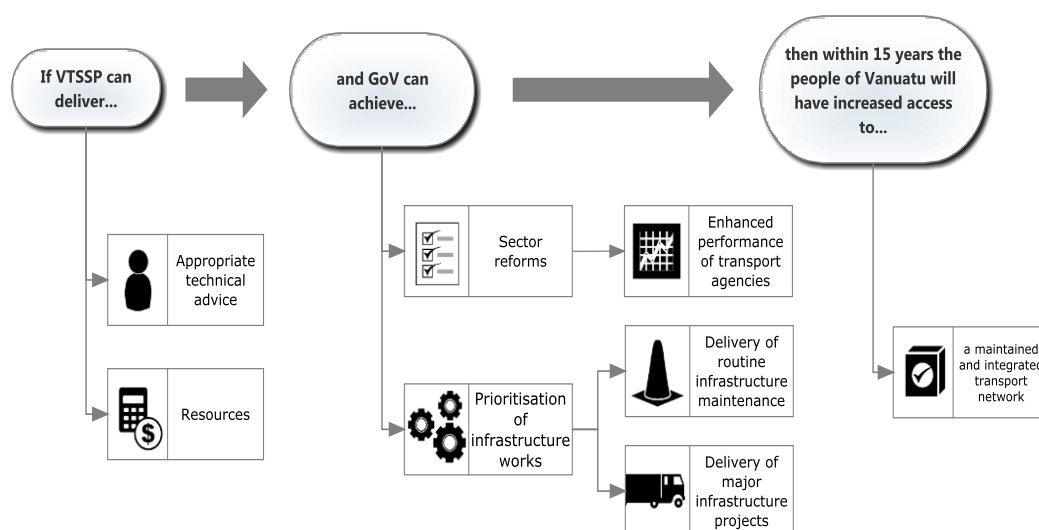 If VTSSP can
deliver...
and GoV can
achieve...
then within 15 years the
people of Vanuatu will
have increased access
to...
Appropriate
technical
advice
Resources
$
Sector
reforms
Enhanced
performance
of transport
agencies
Prioritisation
of
infrastructure
works
Delivery of
routine
infrastructure
maintenance
Delivery of
major
infrastructure
projects
a maintained
and integrated
transport
network